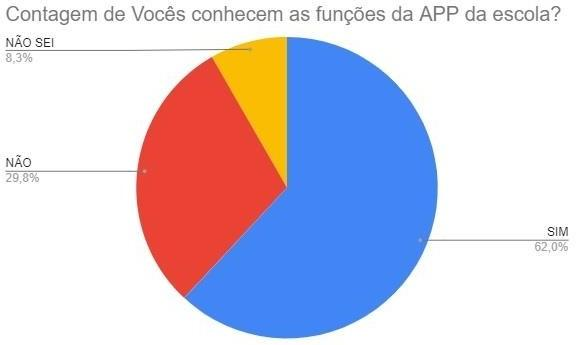 Contagem de Vocês conhecem as funções da APP da escola?
NÃO SEI
8,3%
NÃO
29,8%
SIM
62,0%